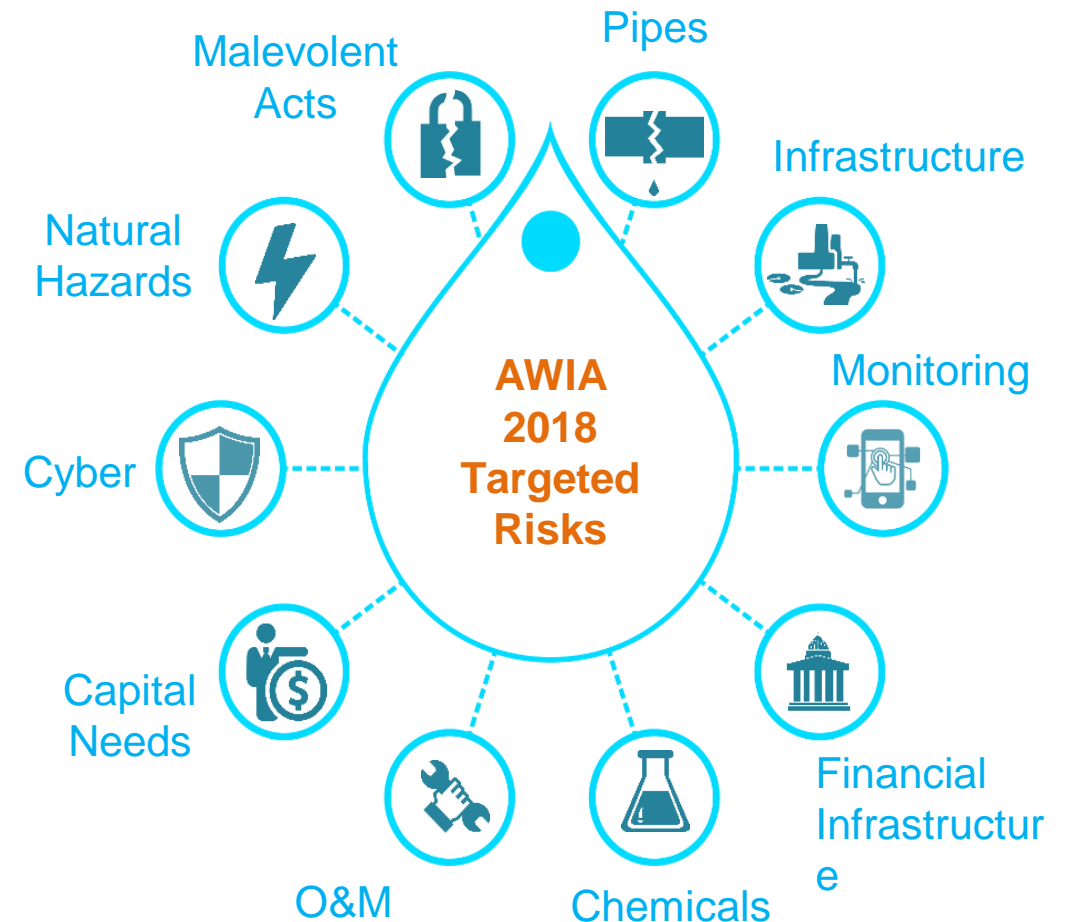 Pipes
Malevolent
Acts
Infrastructure
Natural
Hazards
Monitoring
AWIA
2018
Targeted
Risks
Cyber
Capital
Needs
Financial
Infrastructur
e
O&M
Chemicals
$